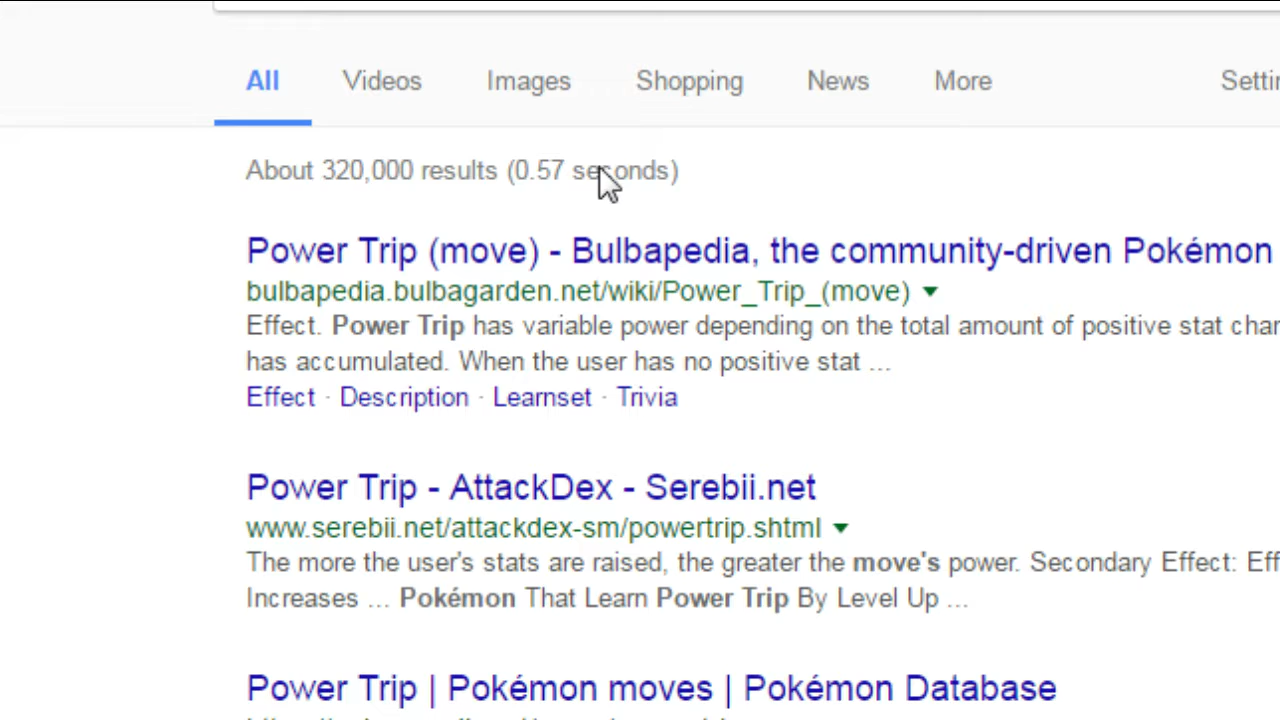 All Videos Images Shopping News More Settin
About 320,000 results (0.57 seconds)
Power Trip (move) - Bulbapedia, the community-driven Pokémon
bulbapedia.bulbagarden.net/wiki/Power_Trip_(move)
Effect. Power Trip has variable power depending on the total amount of positive stat char
has accumulated. When the user has no positive stat ...
Effect · Description · Learnset · Trivia
Power Trip - AttackDex - Serebii.net
www.serebii.net/attackdex-sm/powertrip.shtml
The more the user's stats are raised, the greater the move's power. Secondary Effect: Eff
Increases ... Pokémon That Learn Power Trip By Level Up ...
Power Trip | Pokémon moves | Pokémon Database